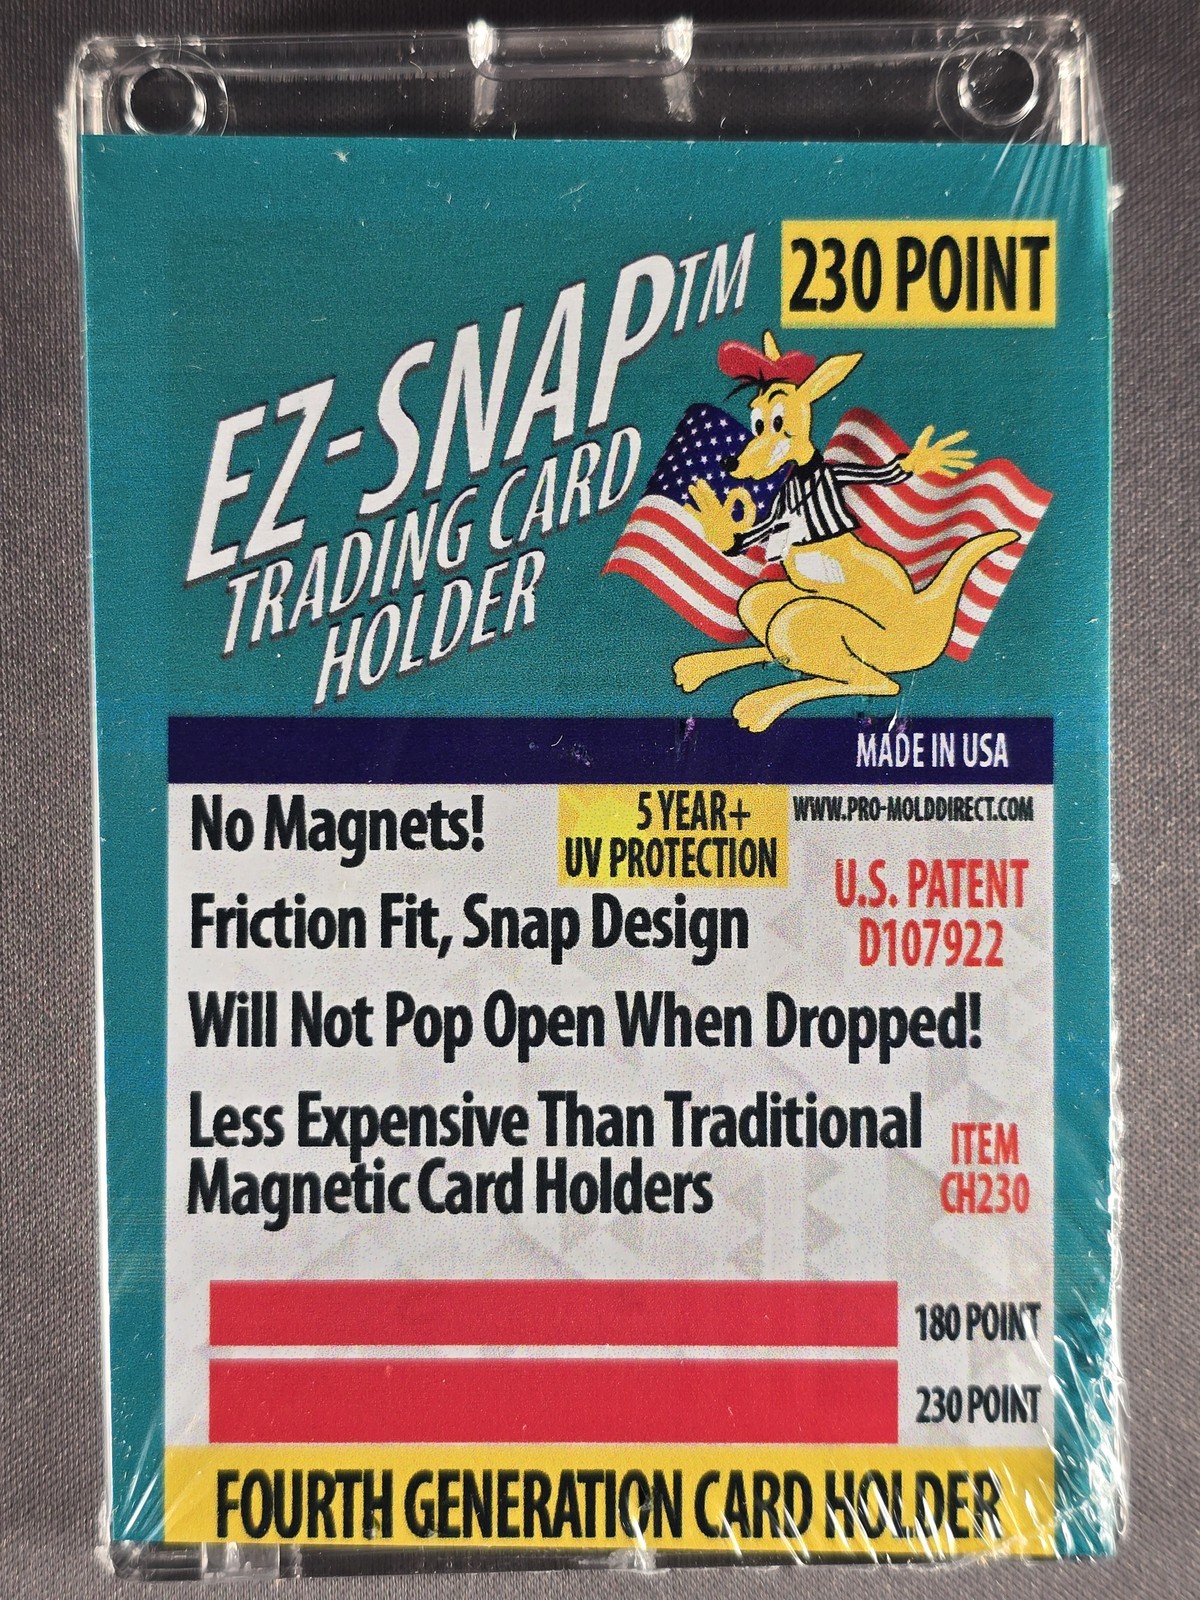 230 POINT
EZ-SNAP™
TRADING CARD
HOLDER
MADE IN USA
No Magnets!
5 YEAR+
UV PROTECTION
WWW.PRO-MOLDDIRECT.COM
U.S. PATENT
D107922
Friction Fit, Snap Design
Will Not Pop Open When Dropped!
Less Expensive Than Traditional
Magnetic Card Holders
ITEM
CH230
180 POINT
230 POINT
FOURTH GENERATION CARD HOLDER